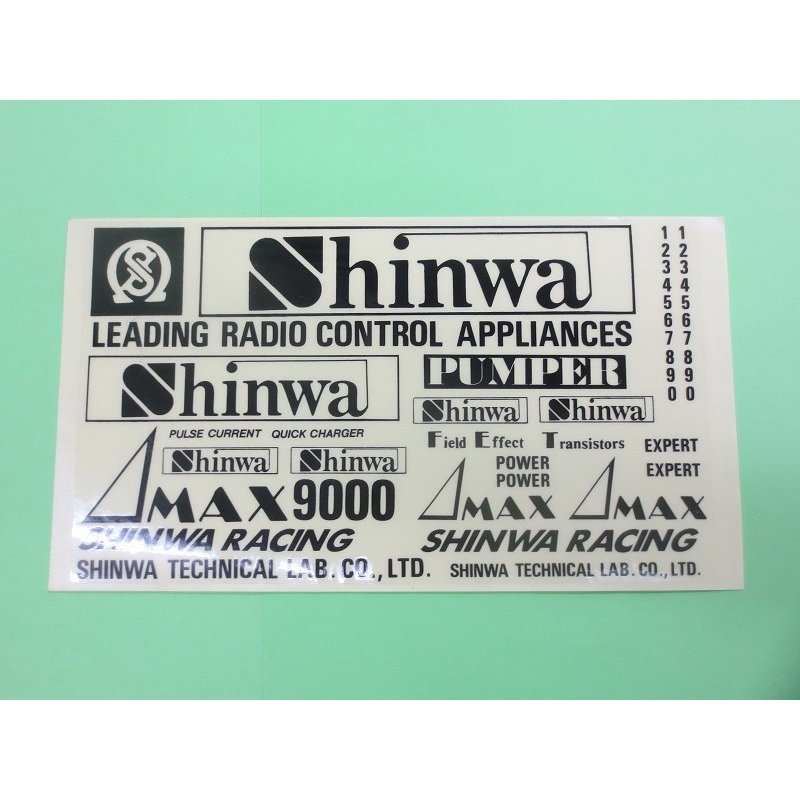 Shinwa
LEADING RADIO CONTROL APPLIANCES
Shinwa
PUMPER
Shinwa Shinwa
PULSE CURRENT QUICK CHARGER
Field Effect Transistors
EXPERT
EXPERT
Shinwa Shinwa
POWER
POWER
MAX 9000
MAX MAX
SHINWA RACING SHINWA RACING
SHINWA TECHNICAL LAB. CO., LTD. SHINWA TECHNICAL LAB. CO., LTD.
1 1
2 2
3 3
4 4
5 5
6 6
7 7
8 8
9 9
0 0